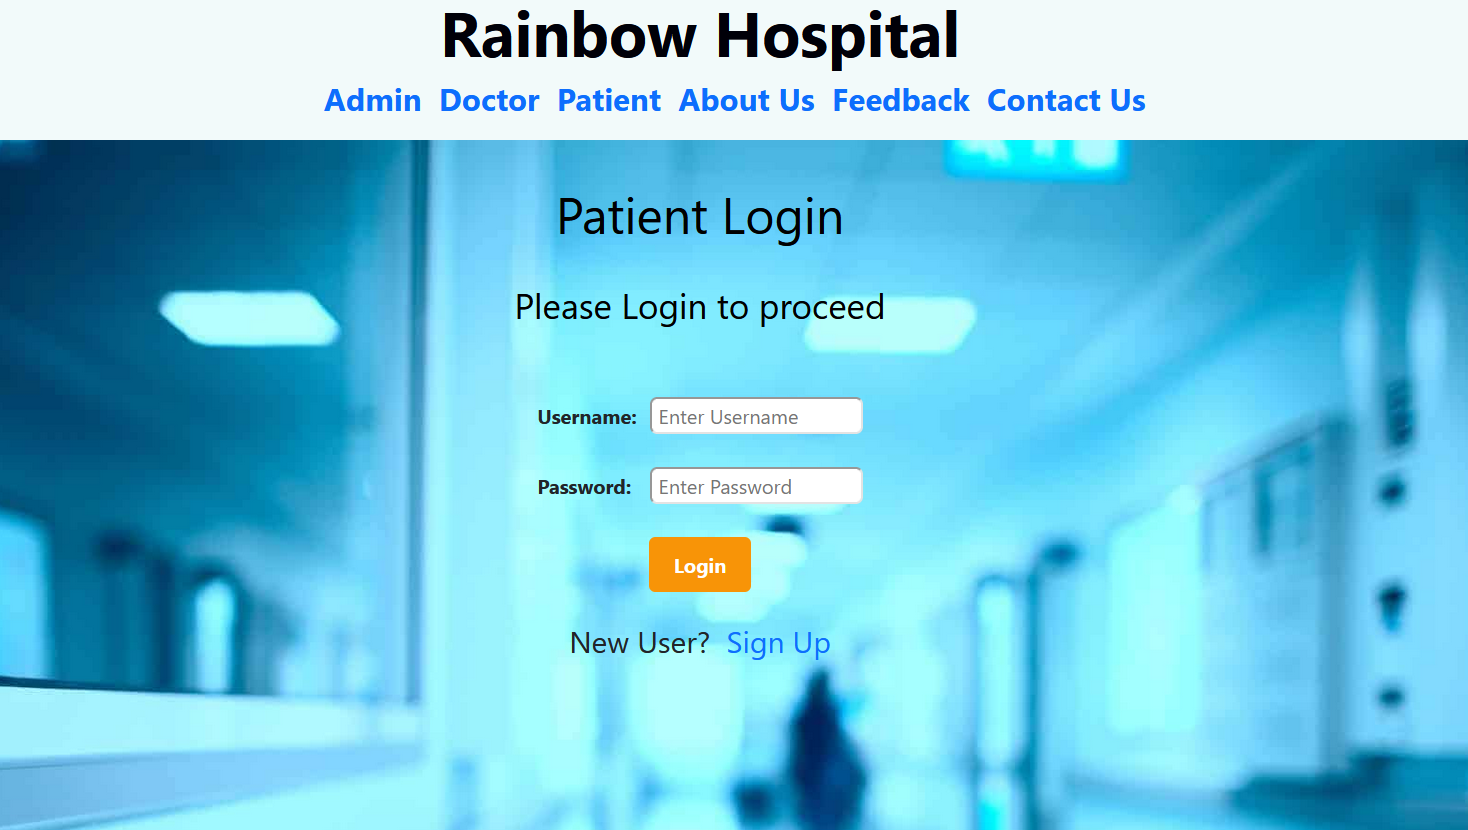 Rainbow Hospital
Admin Doctor Patient About Us Feedback Contact Us
Patient Login
Please Login to proceed
Username: Enter Username
Password: Enter Password
Login
New User? Sign Up